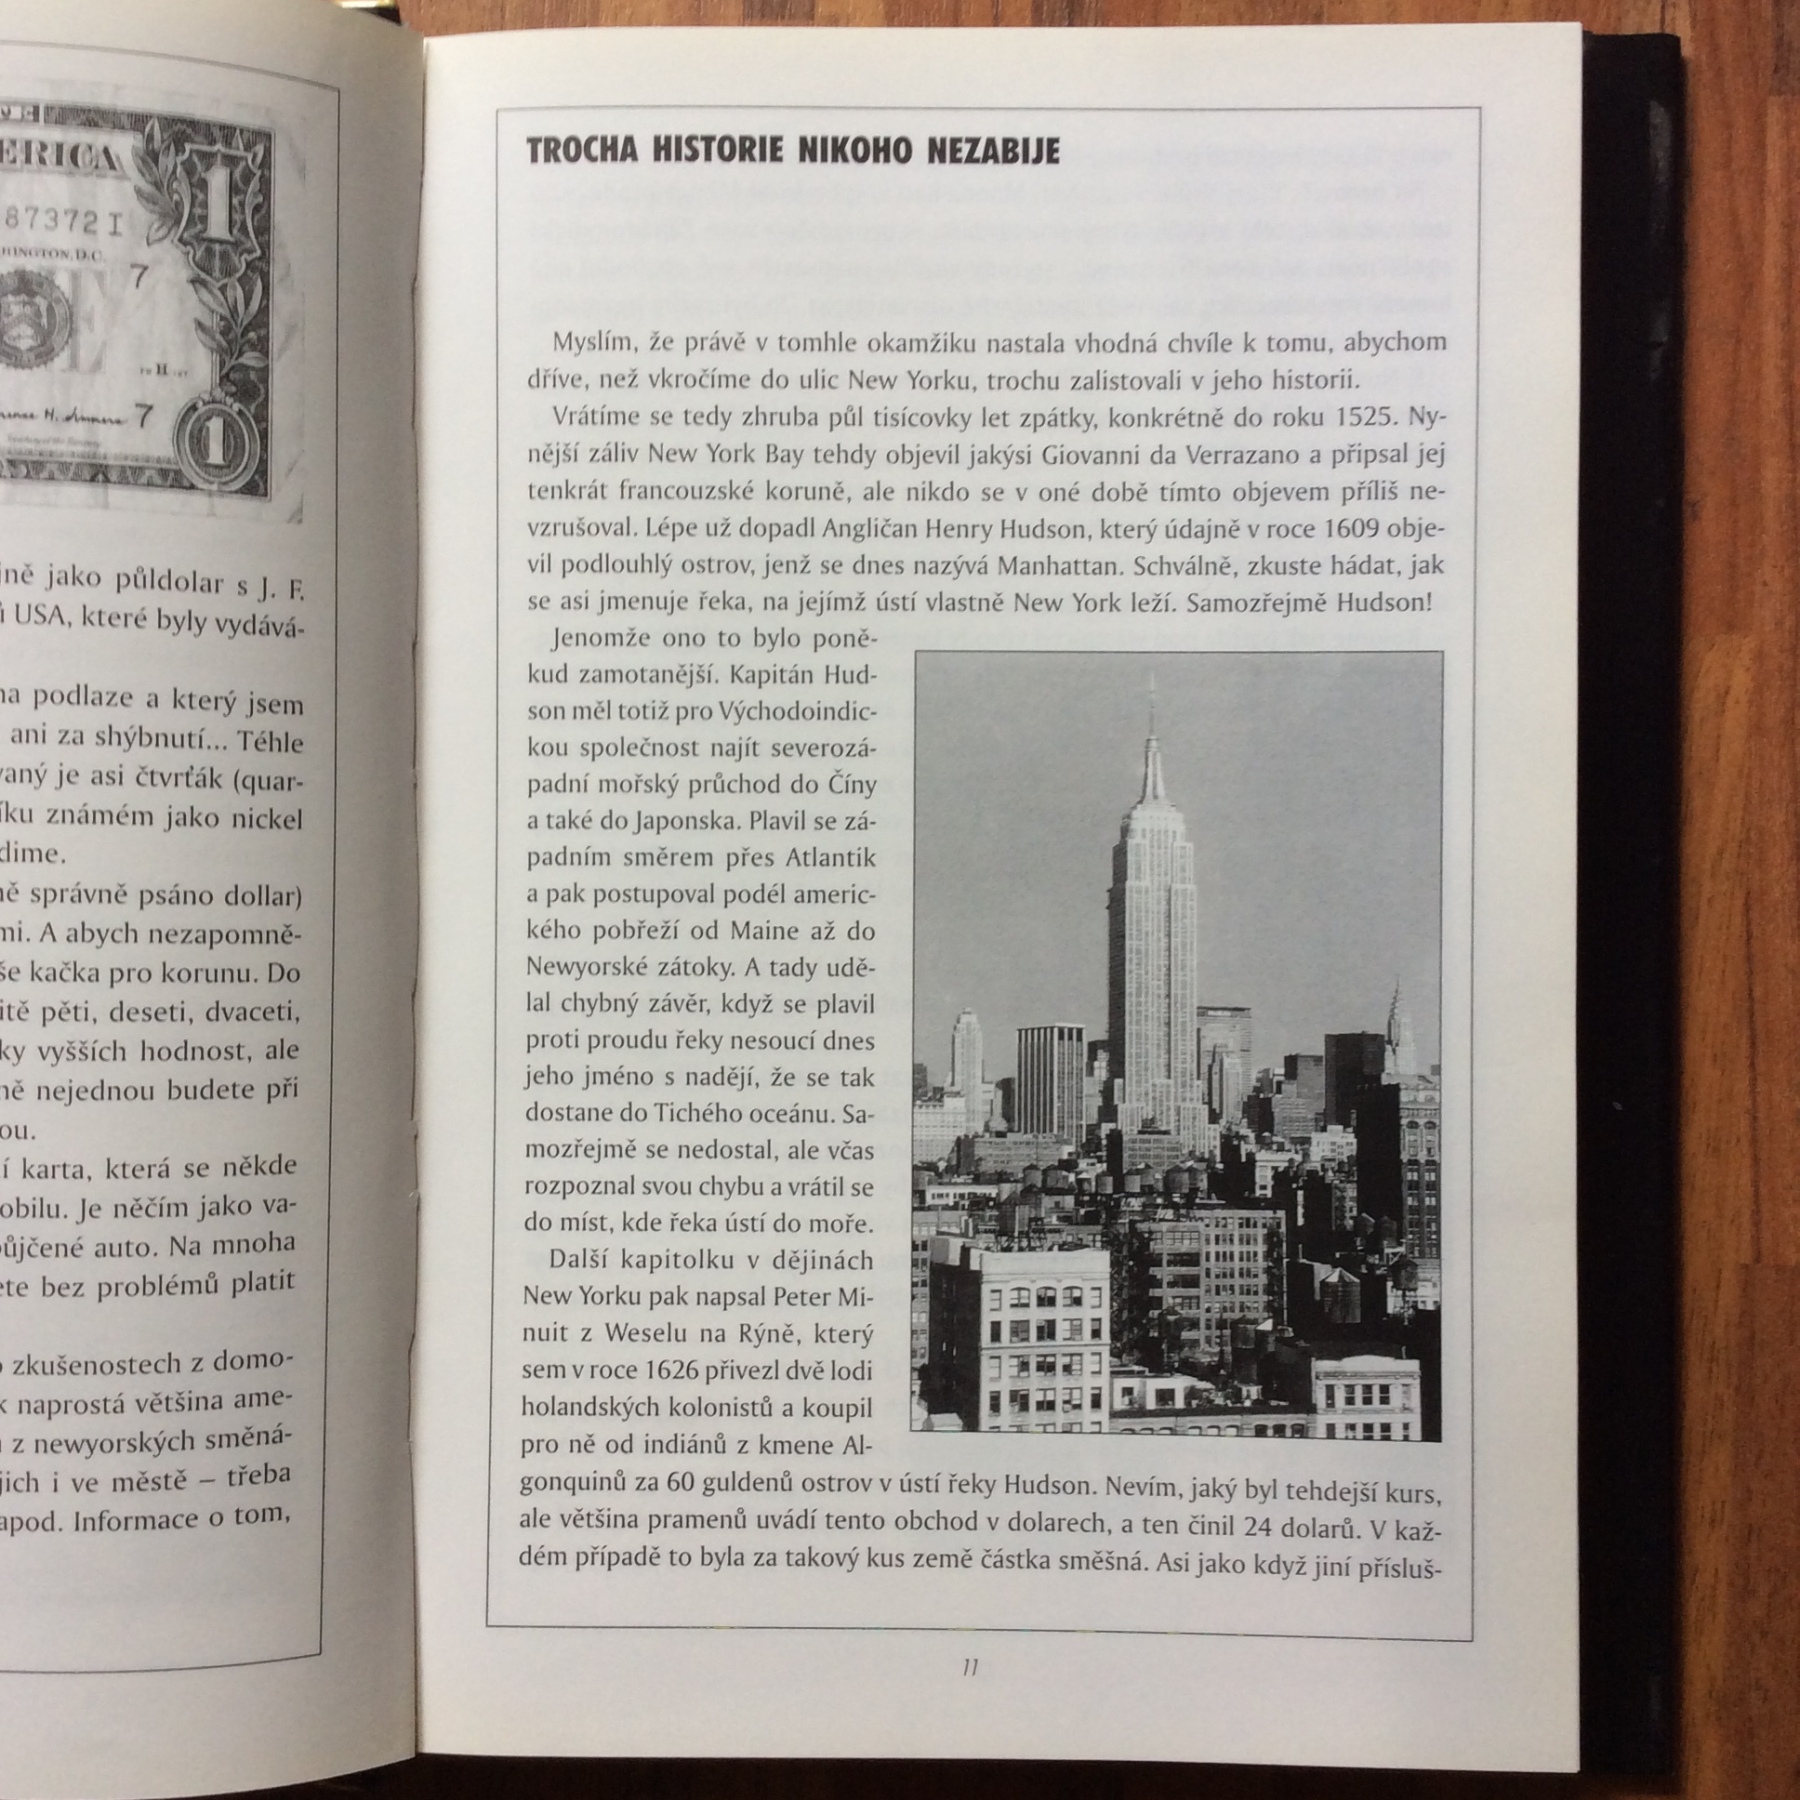 ERICA
1
87372 I
7
7
1
jako půldolar s J. F.
USA, které byly vydává-
podlaze a který jsem
ani za shýbnutí... Téhle
je asi čtvrťák (quar-
známém jako nickel
dime.
správně psáno dollar)
A abych nezapomně-
kačka pro korunu. Do
pěti, deseti, dvaceti,
vyšších hodnost, ale
nejednou budete při
karta, která se někde
Je něčím jako va-
auto. Na mnoha
bez problémů platit
zkušenostech z domo-
naprostá většina ame-
z newyorských směná-
i ve městě – třeba
apod. Informace o tom,
TROCHA HISTORIE NIKOHO NEZABIJE
Myslím, že právě v tomhle okamžiku nastala vhodná chvíle k tomu, abychom
dříve, než vkročíme do ulic New Yorku, trochu zalistovali v jeho historii.
Vrátíme se tedy zhruba půl tisícovky let zpátky, konkrétně do roku 1525. Ny-
nější záliv New York Bay tehdy objevil jakýsi Giovanni da Verrazano a připsal jej
tenkrát francouzské koruně, ale nikdo se v oné době tímto objevem příliš ne-
vzrušoval. Lépe už dopadl Angličan Henry Hudson, který údajně v roce 1609 obje-
vil podlouhlý ostrov, jenž se dnes nazývá Manhattan. Schválně, zkuste hádat, jak
se asi jmenuje řeka, na jejímž ústí vlastně New York leží. Samozřejmě Hudson!
Jenomže ono to bylo poně-
kud zamotanější. Kapitán Hud-
son měl totiž pro Východoindic-
kou společnost najít severozá-
padní mořský průchod do Číny
a také do Japonska. Plavil se zá-
padním směrem přes Atlantik
a pak postupoval podél americ-
kého pobřeží od Maine až do
Newyorské zátoky. A tady udě-
lal chybný závěr, když se plavil
proti proudu řeky nesoucí dnes
jeho jméno s nadějí, že se tak
dostane do Tichého oceánu. Sa-
mozřejmě se nedostal, ale včas
rozpoznal svou chybu a vrátil se
do míst, kde řeka ústí do moře.
Další kapitolku v dějinách
New Yorku pak napsal Peter Mi-
nuit z Weselu na Rýně, který
sem v roce 1626 přivezl dvě lodi
holandských kolonistů a koupil
pro ně od indiánů z kmene Al-
gonquinů za 60 guldenů ostrov v ústí řeky Hudson. Nevím, jaký byl tehdejší kurs,
ale většina pramenů uvádí tento obchod v dolarech, a ten činil 24 dolarů. V kaž-
dém případě to byla za takový kus země částka směšná. Asi jako když jiní přísluš-
11